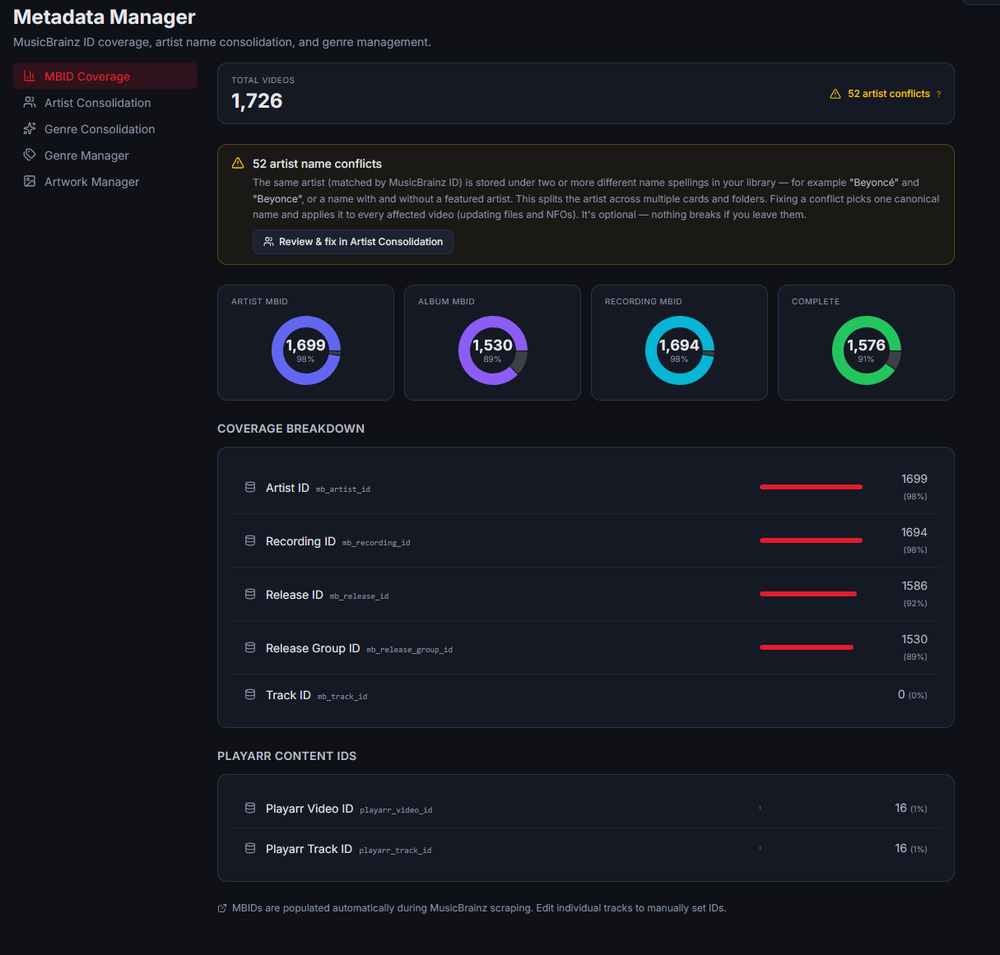 Metadata Manager
MusicBrainz ID coverage, artist name consolidation, and genre management.
MBID Coverage
Artist Consolidation
Genre Consolidation
Genre Manager
Artwork Manager
TOTAL VIDEOS
1,726
52 artist conflicts ?
52 artist name conflicts
The same artist (matched by MusicBrainz ID) is stored under two or more different name spellings in your library — for example "Beyoncé" and
"Beyonce", or a name with and without a featured artist. This splits the artist across multiple cards and folders. Fixing a conflict picks one canonical
name and applies it to every affected video (updating files and NFOs). It's optional — nothing breaks if you leave them.
Review & fix in Artist Consolidation
ARTIST MBID
1,699
98%
ALBUM MBID
1,530
89%
RECORDING MBID
1,694
98%
COMPLETE
1,576
91%
COVERAGE BREAKDOWN
Artist ID mb_artist_id
1699
(98%)
Recording ID mb_recording_id
1694
(98%)
Release ID mb_release_id
1586
(92%)
Release Group ID mb_release_group_id
1530
(89%)
Track ID mb_track_id
0 (0%)
PLAYARR CONTENT IDS
Playarr Video ID playarr_video_id
16 (1%)
Playarr Track ID playarr_track_id
16 (1%)
MBIDs are populated automatically during MusicBrainz scraping. Edit individual tracks to manually set IDs.